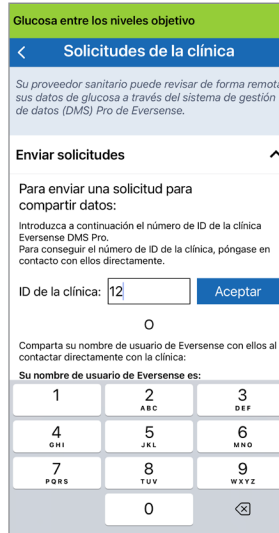 Glucosa entre los niveles objetivo
Solicitudes de la clínica
Su proveedor sanitario puede revisar de forma remota
sus datos de glucosa a través del sistema de gestión
de datos (DMS) Pro de Eversense.
Enviar solicitudes
Para enviar una solicitud para
compartir datos:
Introduzca a continuación el número de ID de la clínica
Eversense DMS Pro.
Para conseguir el número de ID de la clínica, póngase en
contacto con ellos directamente.
ID de la clínica: 12 Aceptar
O
Comparta su nombre de usuario de Eversense con ellos al
contactar directamente con la clínica:
Su nombre de usuario de Eversense es:
1 2 3
ABC DEF
4 5 6
GHI JKL MNO
7 8 9
PQRS TUV WXYZ
0